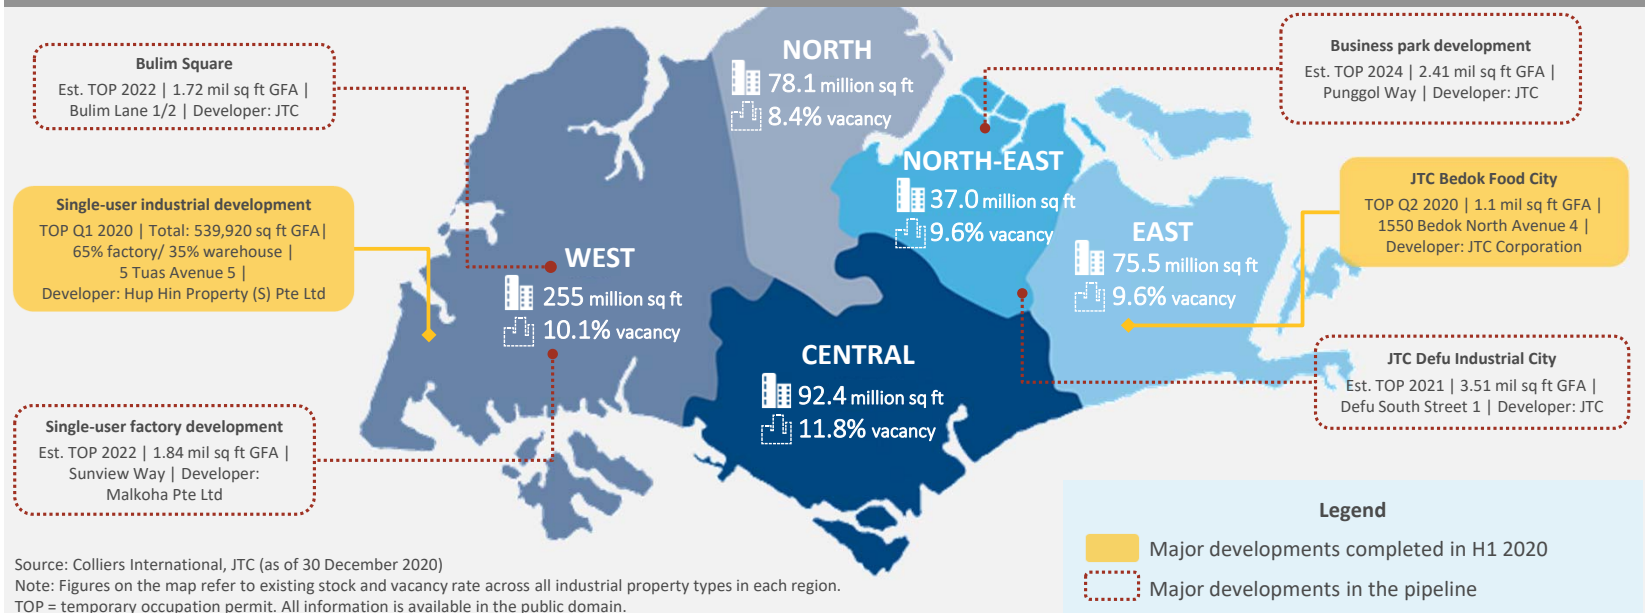 Bulim Square
Est. TOP 2022 | 1.72 mil sq ft GFA |
Bulim Lane 1/2 | Developer: JTC
Single-user industrial development
TOP Q1 2020 | Total: 539,920 sq ft GFA|
65% factory/ 35% warehouse |
5 Tuas Avenue 5 |
Developer: Hup Hin Property (S) Pte Ltd
Single-user factory development
Est. TOP 2022 | 1.84 mil sq ft GFA |
Sunview Way | Developer:
Malkoha Pte Ltd
NORTH
78.1 million sq ft
8.4% vacancy
NORTH-EAST
37.0 million sq ft
9.6% vacancy
WEST
255 million sq ft
10.1% vacancy
EAST
75.5 million sq ft
9.6% vacancy
CENTRAL
92.4 million sq ft
11.8% vacancy
Business park development
Est. TOP 2024 | 2.41 mil sq ft GFA |
Punggol Way | Developer: JTC
JTC Bedok Food City
TOP Q2 2020 | 1.1 mil sq ft GFA |
1550 Bedok North Avenue 4 |
Developer: JTC Corporation
JTC Defu Industrial City
Est. TOP 2021 | 3.51 mil sq ft GFA |
Defu South Street 1 | Developer: JTC
Legend
Major developments completed in H1 2020
Major developments in the pipeline
Source: Colliers International, JTC (as of 30 December 2020)
Note: Figures on the map refer to existing stock and vacancy rate across all industrial property types in each region.
TOP = temporary occupation permit. All information is available in the public domain.